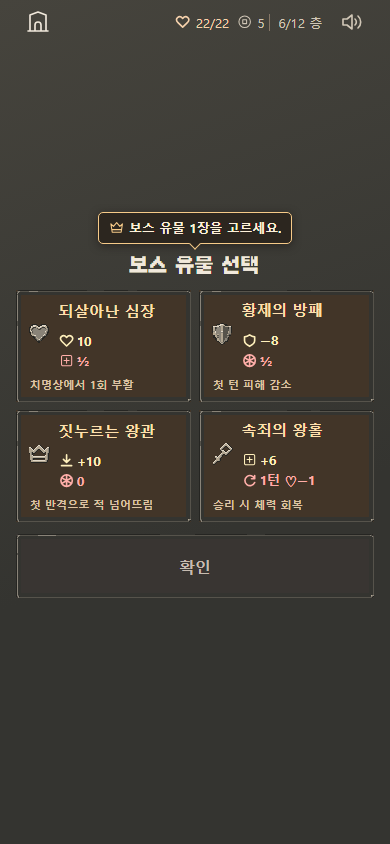 22/22 5 6/12 층
보스 유물 1장을 고르세요.
보스 유물 선택
되살아난 심장
10
½
치명상에서 1회 부활
황제의 방패
−8
½
첫 턴 피해 감소
짓누르는 왕관
+10
0
첫 반격으로 적 넘어뜨림
속죄의 왕홀
+6
1턴 ♡−1
승리 시 체력 회복
확인